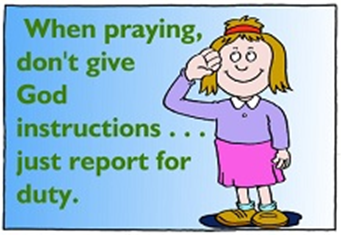 When praying,
don't give
God
instructions . . .
just report for
duty.